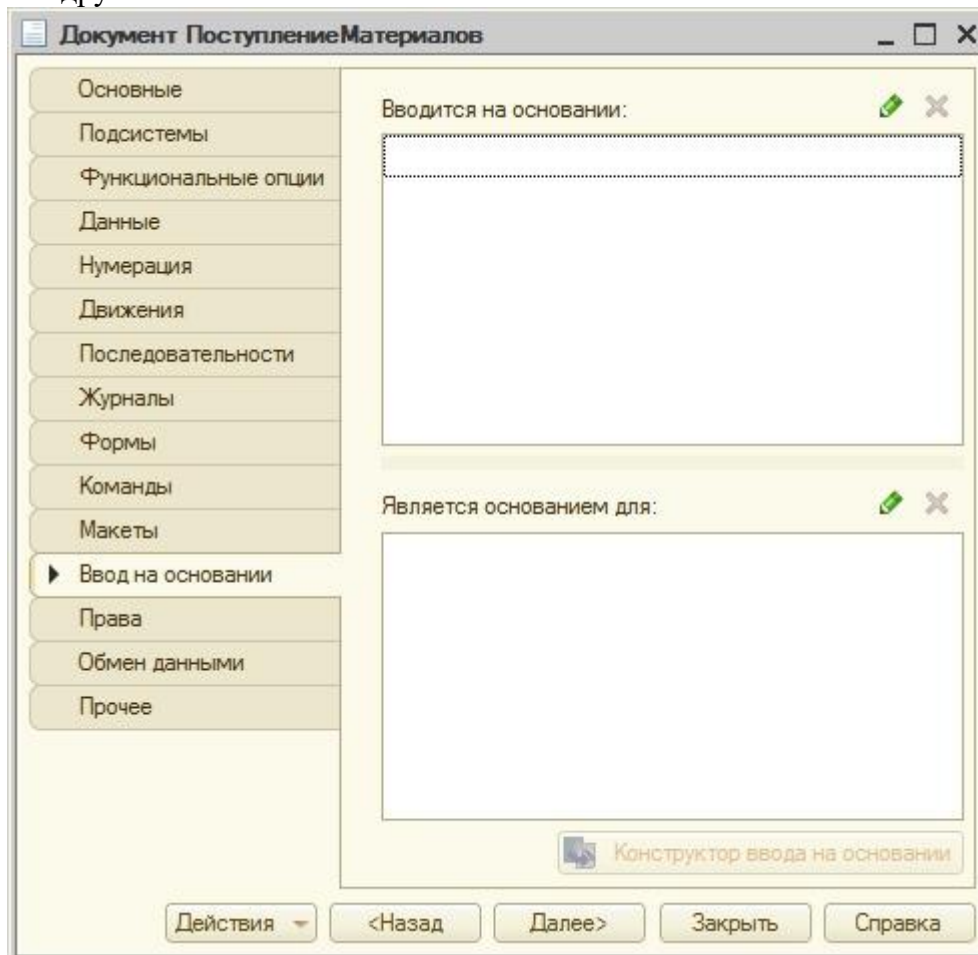 Документ ПоступлениеМатериалов
Основные
Подсистемы
Функциональные опции
Данные
Нумерация
Движения
Последовательности
Журналы
Формы
Команды
Макеты
Ввод на основании
Права
Обмен данными
Прочее
Вводится на основании:
Является основанием для:
Конструктор ввода на основании
Действия
<Назад
Далее>
Закрыть
Справка